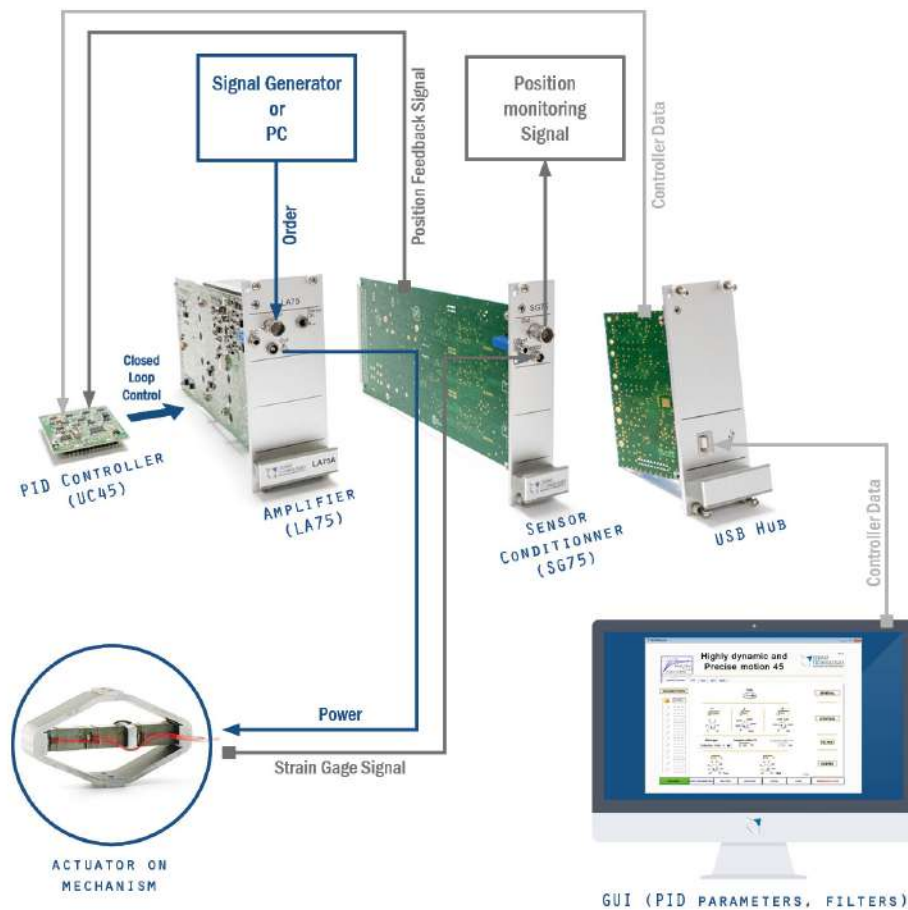 Signal Generator
or
PC
Position
monitoring
Signal
Position Feedback Signal
Controller Data
Order
LA75
SG75
Closed
Loop
Control
LA75A
PID CONTROLLER
(UC45)
AMPLIFIER
(LA75)
SENSOR
CONDITIONNER
(SG75)
USB HUB
Controller Data
Highly dynamic and
Precise motion 45
Power
Strain Gage Signal
ACTUATOR ON
MECHANISM
GUI (PID PARAMETERS, FILTERS)